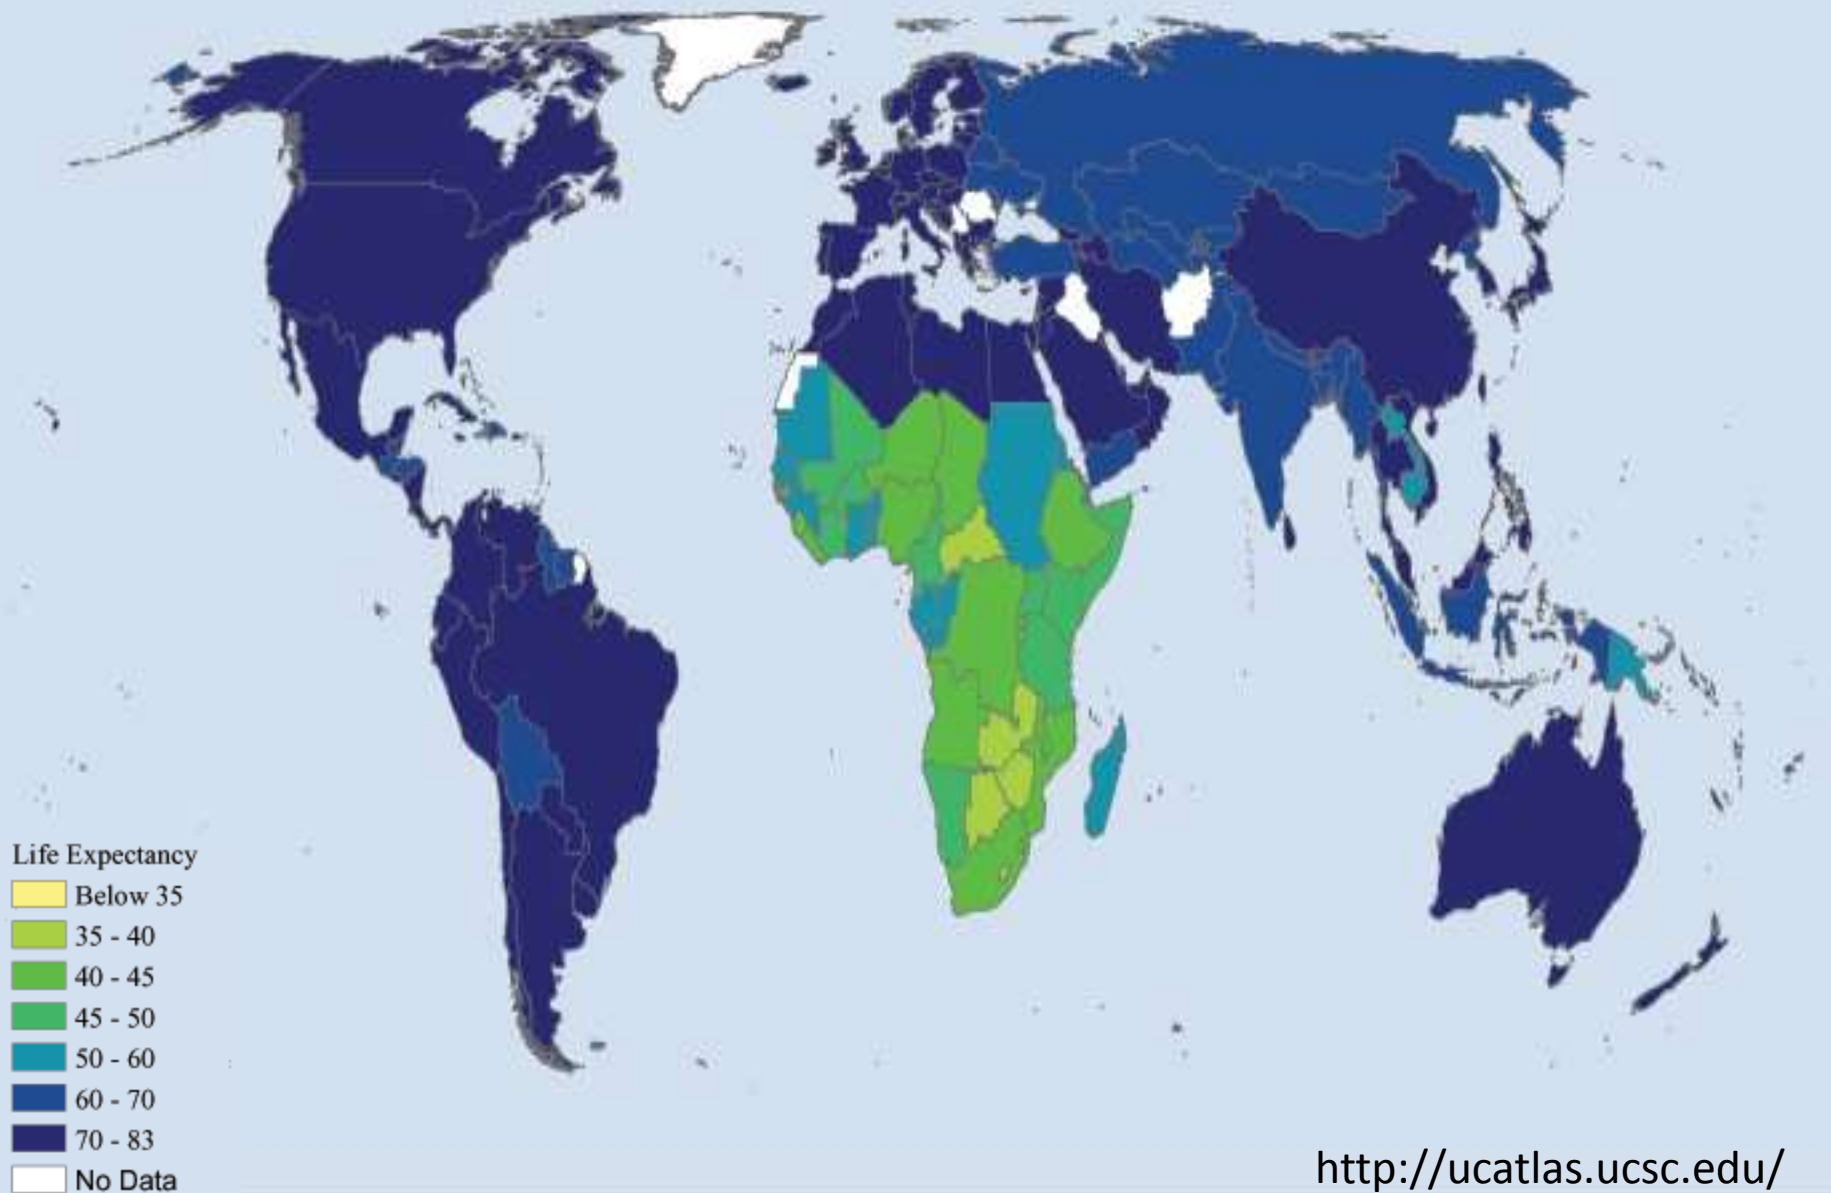 Life Expectancy
Below 35
35 - 40
40 - 45
45 - 50
50 - 60
60 - 70
70 - 83
No Data
http://ucatlas.ucsc.edu/